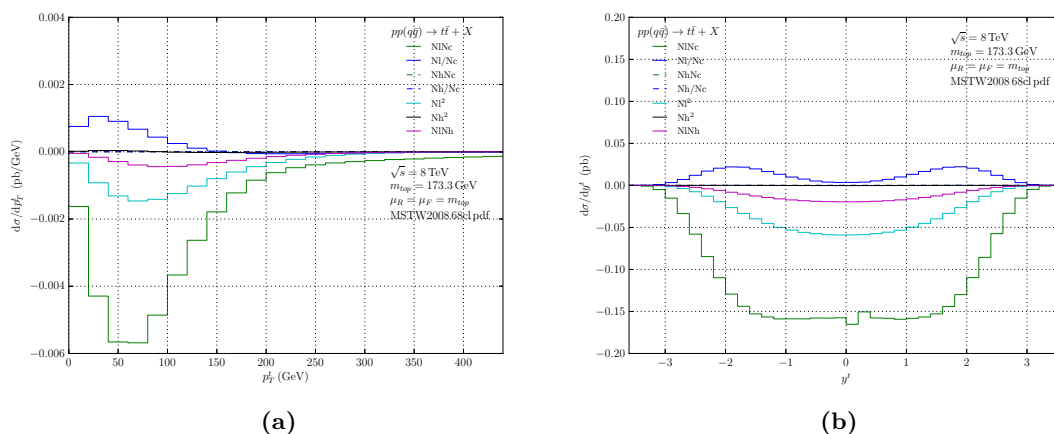 0.004
0.002
0.000
−0.002
−0.004
−0.006
dσ/dp_T^t (pb/GeV)
pp(qq̄) → tt̄ + X
NlNc
Nl/Nc
NhNc
Nh/Nc
Nl²
Nh²
NlNh
√s = 8 TeV
m_top = 173.3 GeV
μ_R = μ_F = m_top
MSTW2008 68cl pdf
0 50 100 150 200 250 300 350 400
p_T^t (GeV)
(a)
0.20
0.15
0.10
0.05
0.00
−0.05
−0.10
−0.15
−0.20
dσ/dy^t (pb)
pp(qq̄) → tt̄ + X
NlNc
Nl/Nc
NhNc
Nh/Nc
Nl²
Nh²
NlNh
√s = 8 TeV
m_top = 173.3 GeV
μ_R = μ_F = m_top
MSTW2008 68cl pdf
−3 −2 −1 0 1 2 3
y^t
(b)